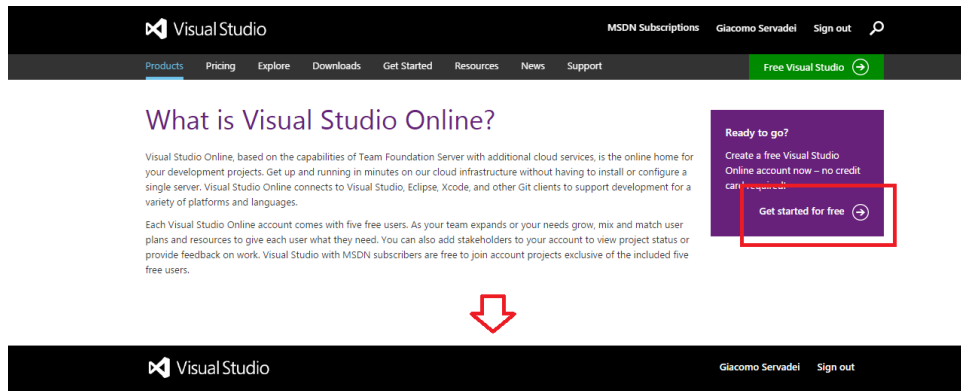 Visual Studio
MSDN Subscriptions Giacomo Servadei Sign out
Products Pricing Explore Downloads Get Started Resources News Support Free Visual Studio
What is Visual Studio Online?
Visual Studio Online, based on the capabilities of Team Foundation Server with additional cloud services, is the online home for
your development projects. Get up and running in minutes on our cloud infrastructure without having to install or configure a
single server. Visual Studio Online connects to Visual Studio, Eclipse, Xcode, and other Git clients to support development for a
variety of platforms and languages.
Each Visual Studio Online account comes with five free users. As your team expands or your needs grow, mix and match user
plans and resources to give each user what they need. You can also add stakeholders to your account to view project status or
provide feedback on work. Visual Studio with MSDN subscribers are free to join account projects exclusive of the included five
free users.
Ready to go?
Create a free Visual Studio
Online account now – no credit
card required!
Get started for free
Visual Studio
Giacomo Servadei Sign out